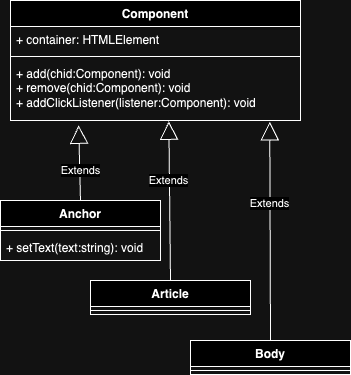 Component
+ container: HTMLElement
+ add(chid:Component): void
+ remove(chid:Component): void
+ addClickListener(listener:Component): void
Extends
Extends
Extends
Anchor
+ setText(text:string): void
Article
Body